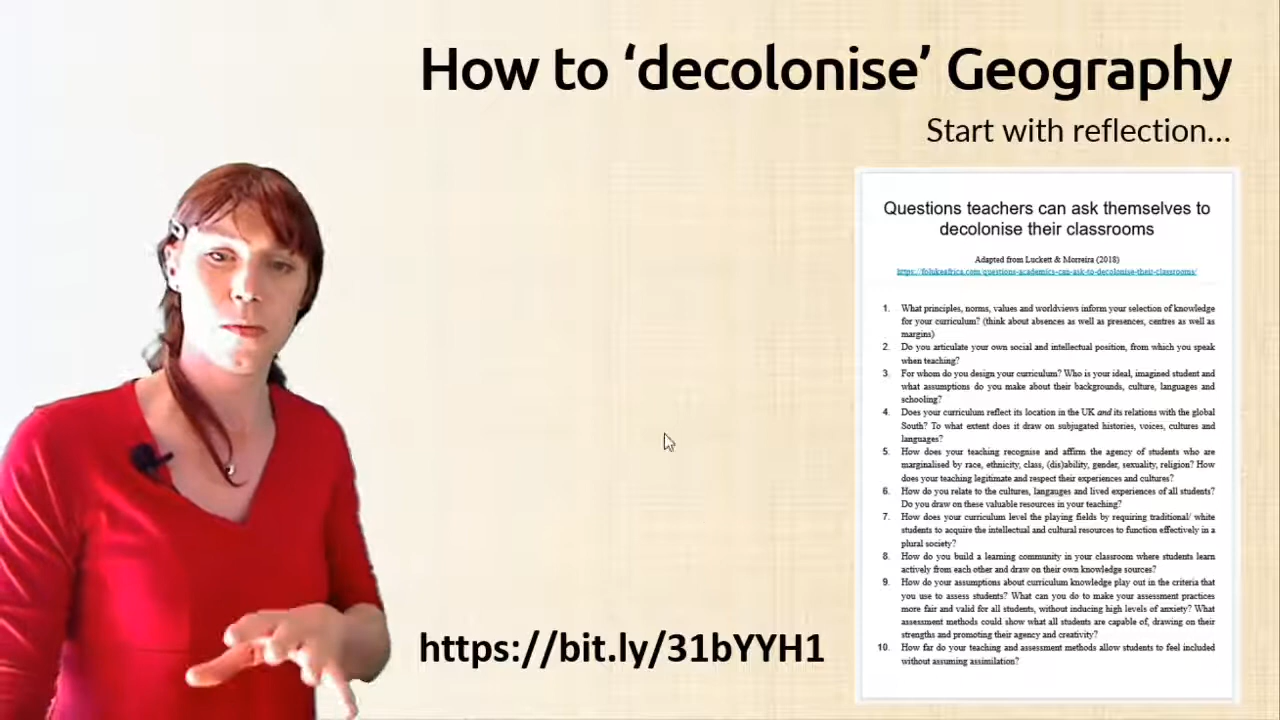 How to ‘decolonise’ Geography
Start with reflection...
Questions teachers can ask themselves to
decolonise their classrooms
Adapted from Luckett & Morreira (2018)
https://folukeafrica.com/questions-academics-can-ask-to-decolonise-their-classrooms/
1. What principles, norms, values and worldviews inform your selection of knowledge
for your curriculum? (think about absences as well as presences, centres as well as
margins)
2. Do you articulate your own social and intellectual position, from which you speak
when teaching?
3. For whom do you design your curriculum? Who is your ideal, imagined student and
what assumptions do you make about their backgrounds, culture, languages and
schooling?
4. Does your curriculum reflect its location in the UK and its relations with the global
South? To what extent does it draw on subjugated histories, voices, cultures and
languages?
5. How does your teaching recognise and affirm the agency of students who are
marginalised by race, ethnicity, class, (dis)ability, gender, sexuality, religion? How
does your teaching legitimate and respect their experiences and cultures?
6. How do you relate to the cultures, langauges and lived experiences of all students?
Do you draw on these valuable resources in your teaching?
7. How does your curriculum level the playing fields by requiring traditional/ white
students to acquire the intellectual and cultural resources to function effectively in a
plural society?
8. How do you build a learning community in your classroom where students learn
actively from each other and draw on their own knowledge sources?
9. How do your assumptions about curriculum knowledge play out in the criteria that
you use to assess students? What can you do to make your assessment practices
more fair and valid for all students, without inducing high levels of anxiety? What
assessment methods could show what all students are capable of, drawing on their
strengths and promoting their agency and creativity?
10. How far do your teaching and assessment methods allow students to feel included
without assuming assimilation?
https://bit.ly/31bYYH1